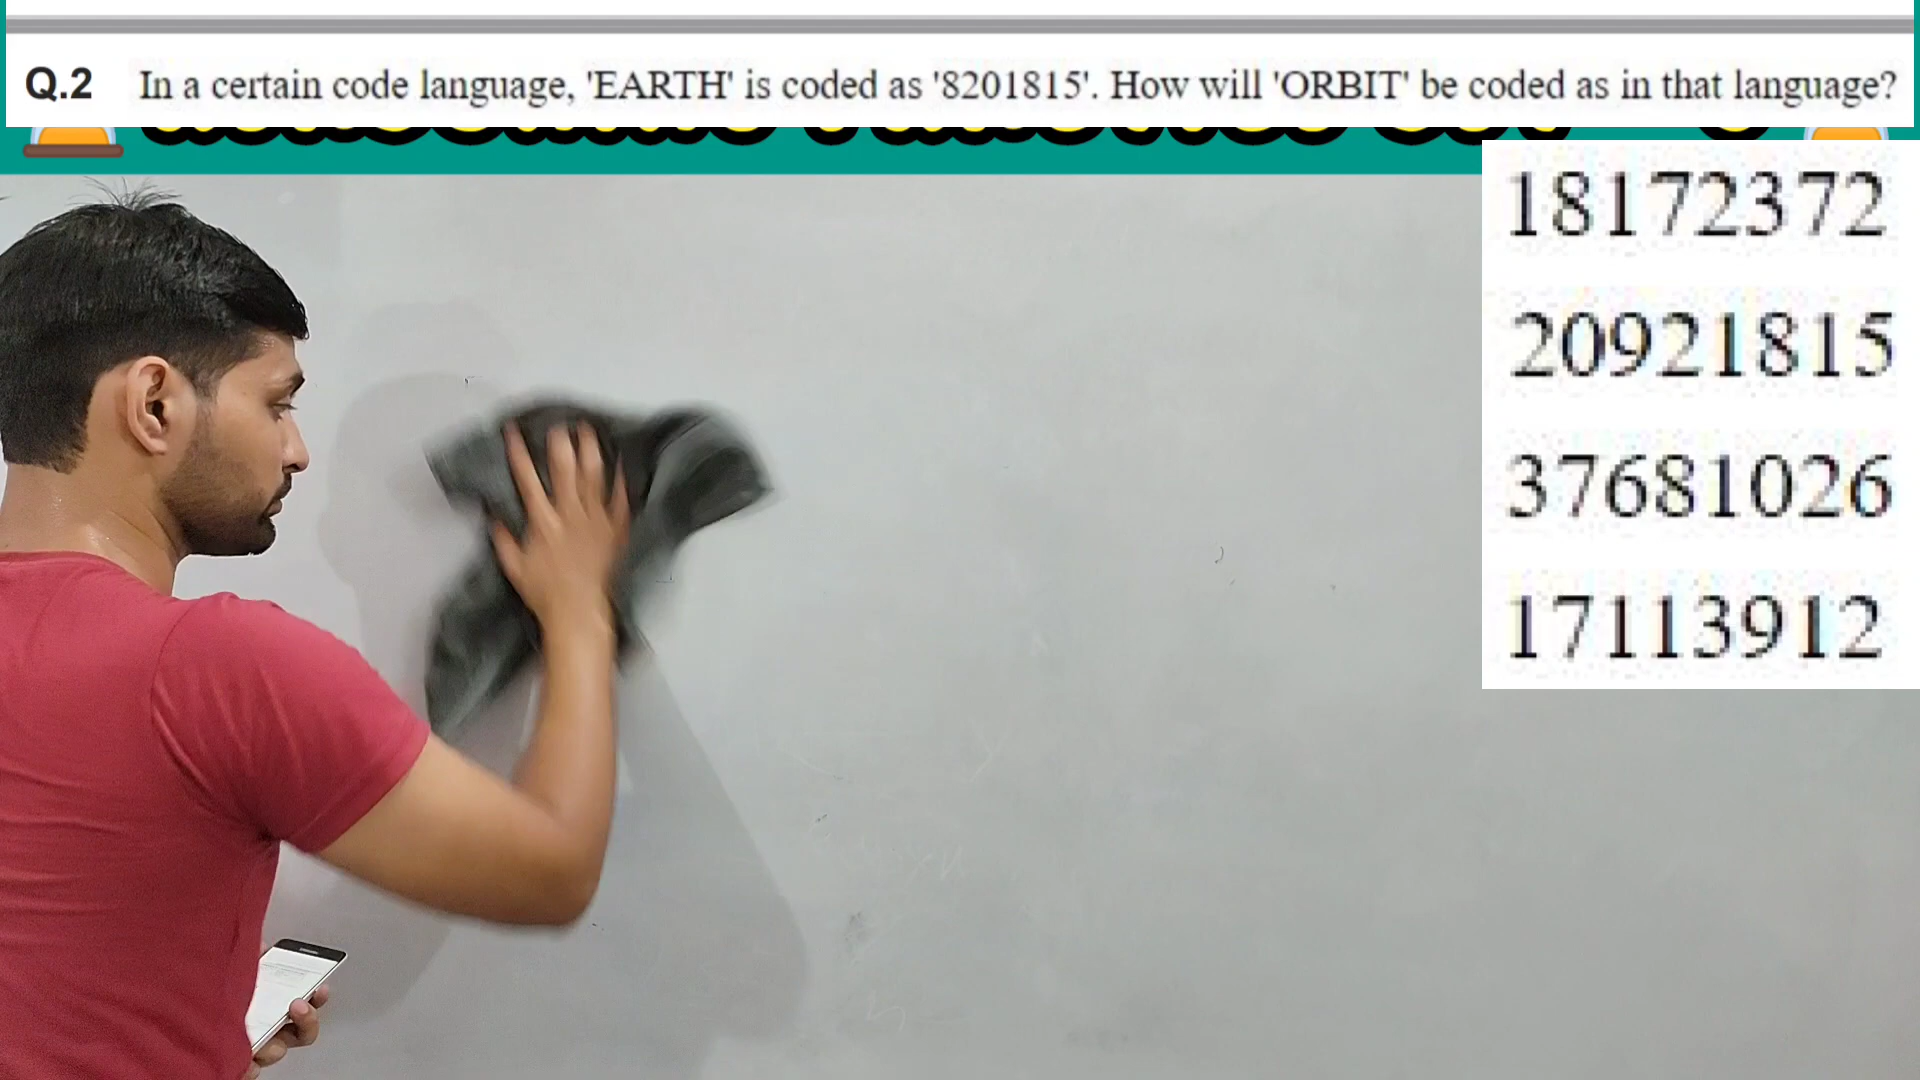 Q.2 In a certain code language, 'EARTH' is coded as '8201815'. How will 'ORBIT' be coded as in that language?
18172372
20921815
37681026
17113912